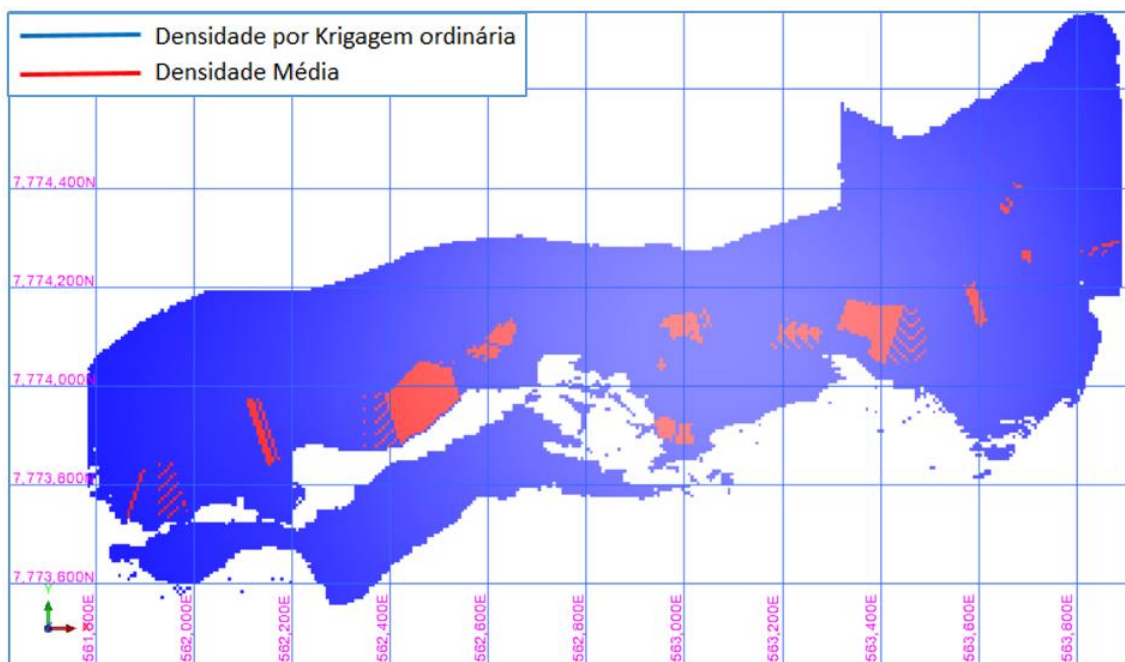 Densidade por Krigagem ordinária
Densidade Média
7,774,400N
7,774,200N
7,774,000N
7,773,800N
7,773,600N
Y
X
561,800E
562,000E
562,200E
562,400E
562,600E
562,800E
563,000E
563,200E
563,400E
563,600E
563,800E